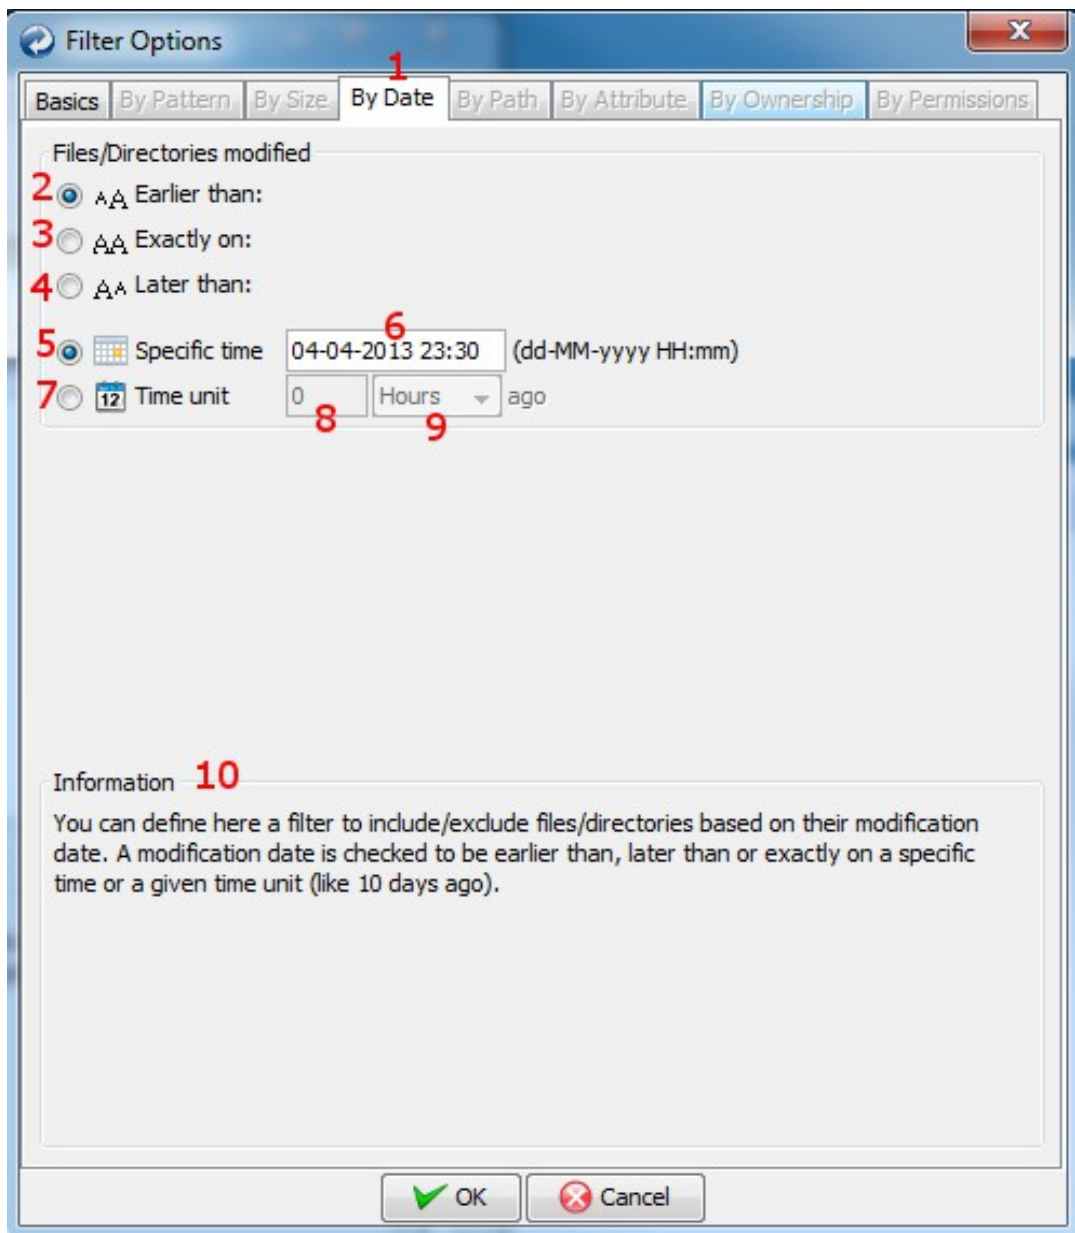 Filter Options
X
1
Basics By Pattern By Size By Date By Path By Attribute By Ownership By Permissions
Files/Directories modified
2 AA Earlier than:
3 AA Exactly on:
4 AA Later than:
5 Specific time 04-04-2013 23:30 (dd-MM-yyyy HH:mm)
6
7 12 Time unit 0 Hours ago
8 9
Information 10
You can define here a filter to include/exclude files/directories based on their modification
date. A modification date is checked to be earlier than, later than or exactly on a specific
time or a given time unit (like 10 days ago).
OK Cancel